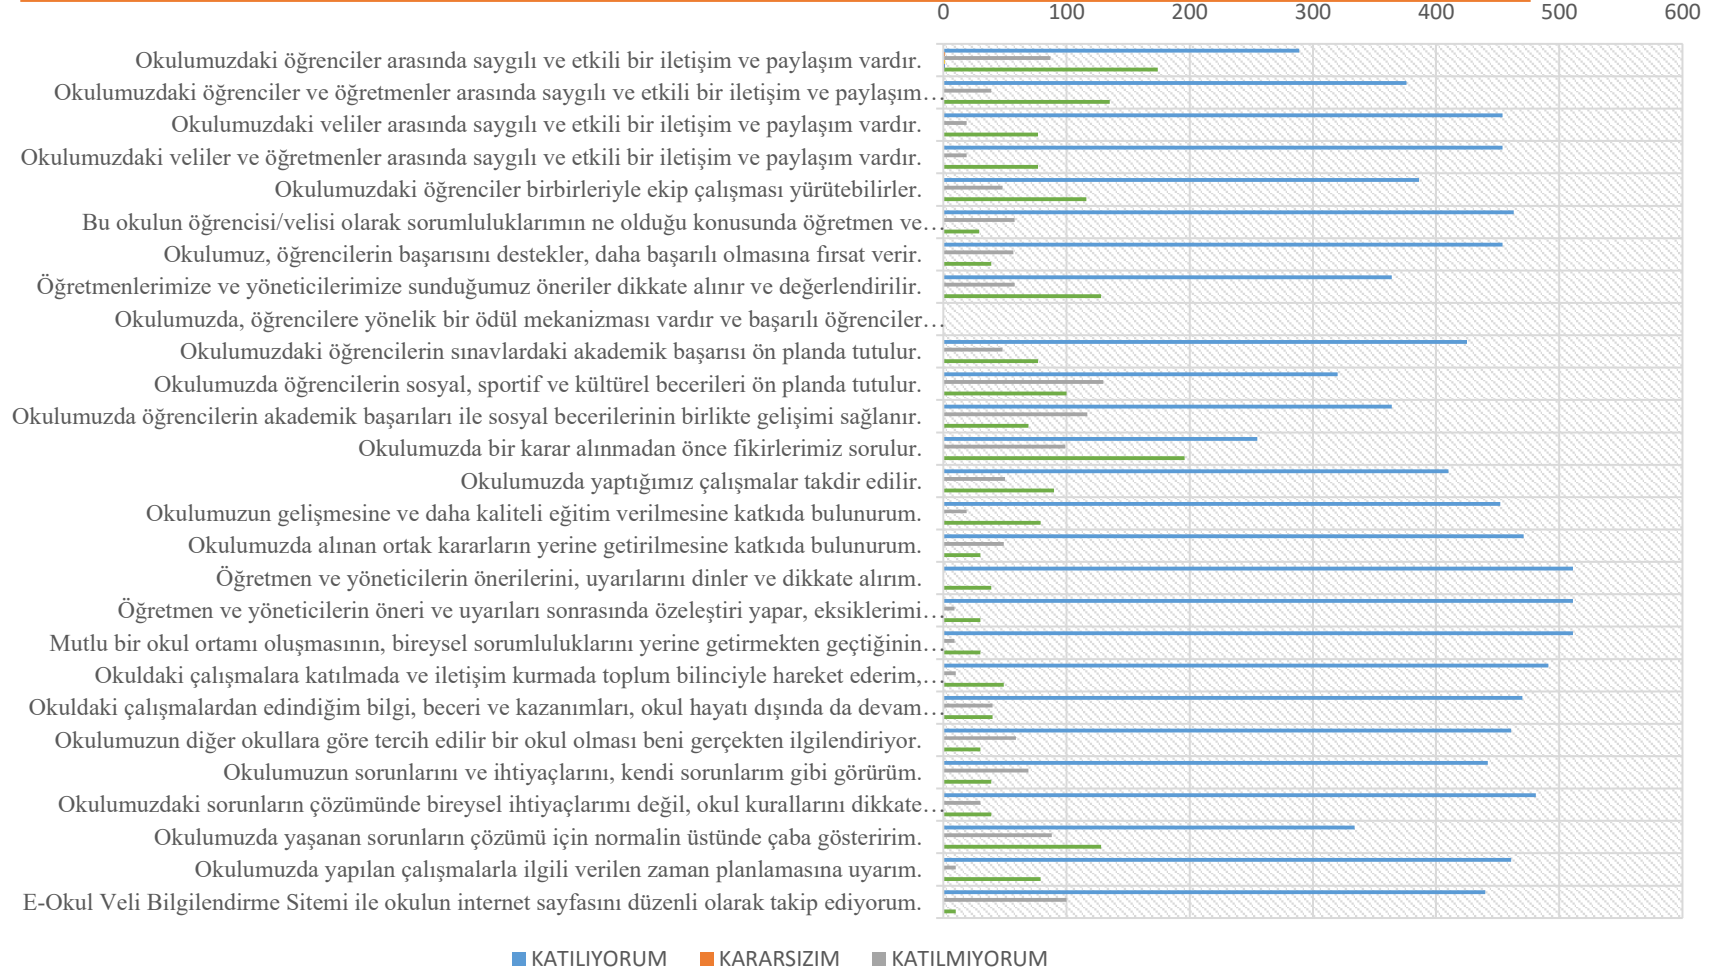 0 100 200 300 400 500 600
Okulumuzdaki öğrenciler arasında saygılı ve etkili bir iletişim ve paylaşım vardır.
Okulumuzdaki öğrenciler ve öğretmenler arasında saygılı ve etkili bir iletişim ve paylaşım…
Okulumuzdaki veliler arasında saygılı ve etkili bir iletişim ve paylaşım vardır.
Okulumuzdaki veliler ve öğretmenler arasında saygılı ve etkili bir iletişim ve paylaşım vardır.
Okulumuzdaki öğrenciler birbirleriyle ekip çalışması yürütebilirler.
Bu okulun öğrencisi/velisi olarak sorumluluklarımın ne olduğu konusunda öğretmen ve…
Okulumuz, öğrencilerin başarısını destekler, daha başarılı olmasına fırsat verir.
Öğretmenlerimize ve yöneticilerimize sunduğumuz öneriler dikkate alınır ve değerlendirilir.
Okulumuzda, öğrencilere yönelik bir ödül mekanizması vardır ve başarılı öğrenciler…
Okulumuzdaki öğrencilerin sınavlardaki akademik başarısı ön planda tutulur.
Okulumuzda öğrencilerin sosyal, sportif ve kültürel becerileri ön planda tutulur.
Okulumuzda öğrencilerin akademik başarıları ile sosyal becerilerinin birlikte gelişimi sağlanır.
Okulumuzda bir karar alınmadan önce fikirlerimiz sorulur.
Okulumuzda yaptığımız çalışmalar takdir edilir.
Okulumuzun gelişmesine ve daha kaliteli eğitim verilmesine katkıda bulunurum.
Okulumuzda alınan ortak kararların yerine getirilmesine katkıda bulunurum.
Öğretmen ve yöneticilerin önerilerini, uyarılarını dinler ve dikkate alırım.
Öğretmen ve yöneticilerin öneri ve uyarıları sonrasında özeleştiri yapar, eksiklerimi…
Mutlu bir okul ortamı oluşmasının, bireysel sorumluluklarını yerine getirmekten geçtiğinin…
Okuldaki çalışmalara katılmada ve iletişim kurmada toplum bilinciyle hareket ederim,…
Okuldaki çalışmalardan edindiğim bilgi, beceri ve kazanımları, okul hayatı dışında da devam…
Okulumuzun diğer okullara göre tercih edilir bir okul olması beni gerçekten ilgilendiriyor.
Okulumuzun sorunlarını ve ihtiyaçlarını, kendi sorunlarım gibi görürüm.
Okulumuzdaki sorunların çözümünde bireysel ihtiyaçlarımı değil, okul kurallarını dikkate…
Okulumuzda yaşanan sorunların çözümü için normalin üstünde çaba gösteririm.
Okulumuzda yapılan çalışmalarla ilgili verilen zaman planlamasına uyarım.
E-Okul Veli Bilgilendirme Sitemi ile okulun internet sayfasını düzenli olarak takip ediyorum.
KATILIYORUM KARARSIZIM KATILMIYORUM